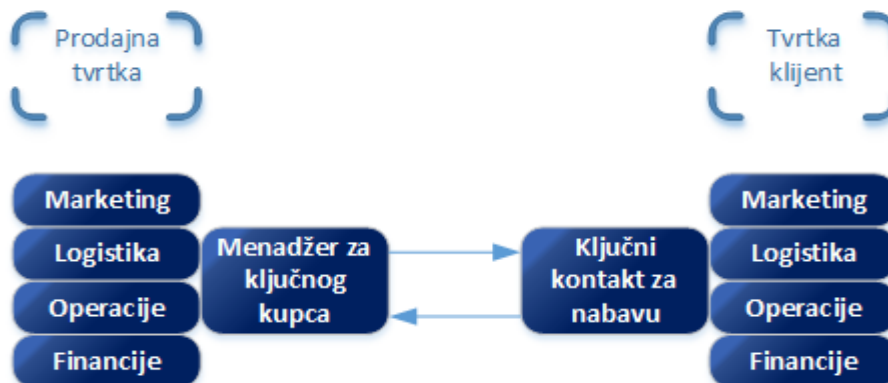 Prodajna
tvrtka
Tvrtka
klijent
Marketing
Logistika
Operacije
Financije
Menadžer za
ključnog
kupca
Ključni
kontakt za
nabavu
Marketing
Logistika
Operacije
Financije